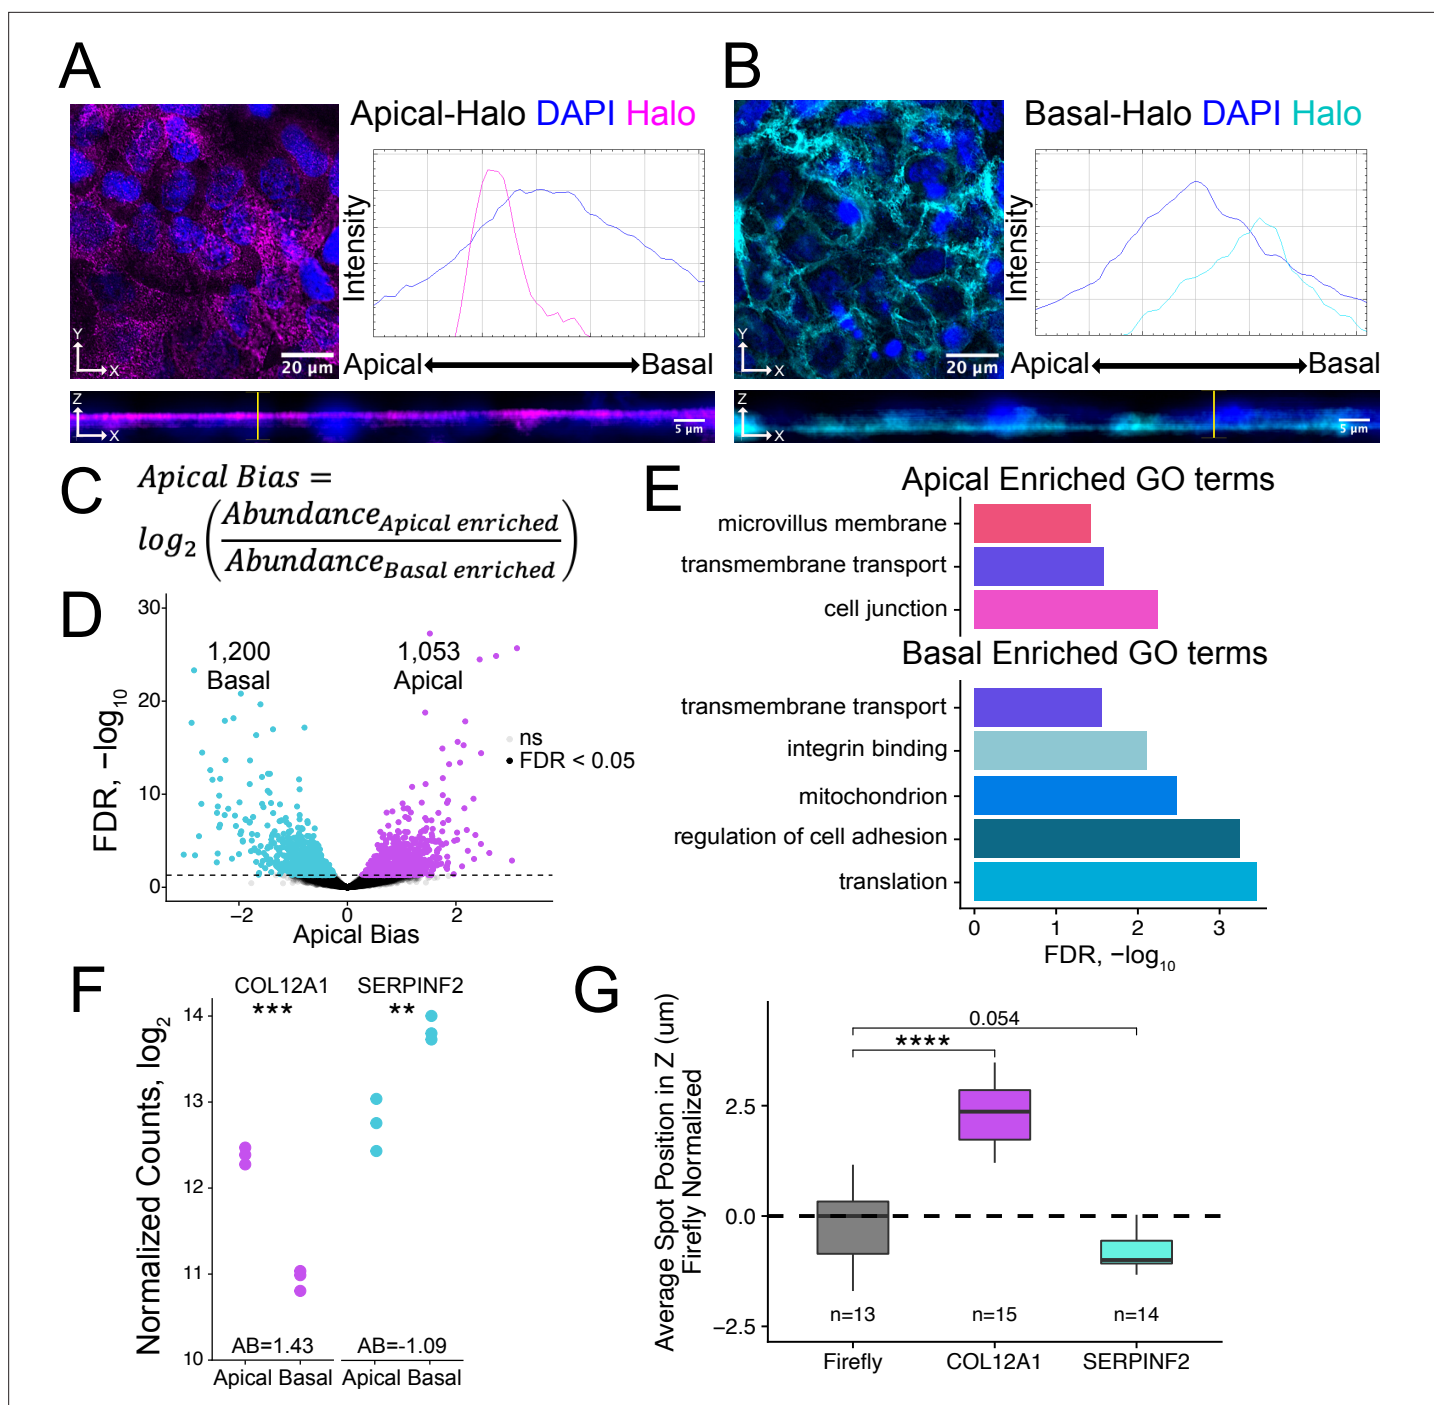 A
Apical-Halo DAPI Halo
Intensity
Apical
Basal
Y
X
20 µm
Z
X
5 µm
B
Basal-Halo DAPI Halo
Intensity
Apical
Basal
Y
X
20 µm
Z
X
5 µm
C
Apical Bias =
log2 (Abundance Apical enriched / Abundance Basal enriched)
D
FDR, −log10
30
20
10
0
1,200
Basal
1,053
Apical
ns
FDR < 0.05
−2
0
2
Apical Bias
E
Apical Enriched GO terms
microvillus membrane
transmembrane transport
cell junction
Basal Enriched GO terms
transmembrane transport
integrin binding
mitochondrion
regulation of cell adhesion
translation
0
1
2
3
FDR, −log10
F
Normalized Counts, log2
COL12A1
***
SERPINF2
**
14
13
12
11
10
AB=1.43
AB=-1.09
Apical Basal
Apical Basal
G
Average Spot Position in Z (um)
Firefly Normalized
0.054
****
2.5
0.0
−2.5
n=13
n=15
n=14
Firefly
COL12A1
SERPINF2